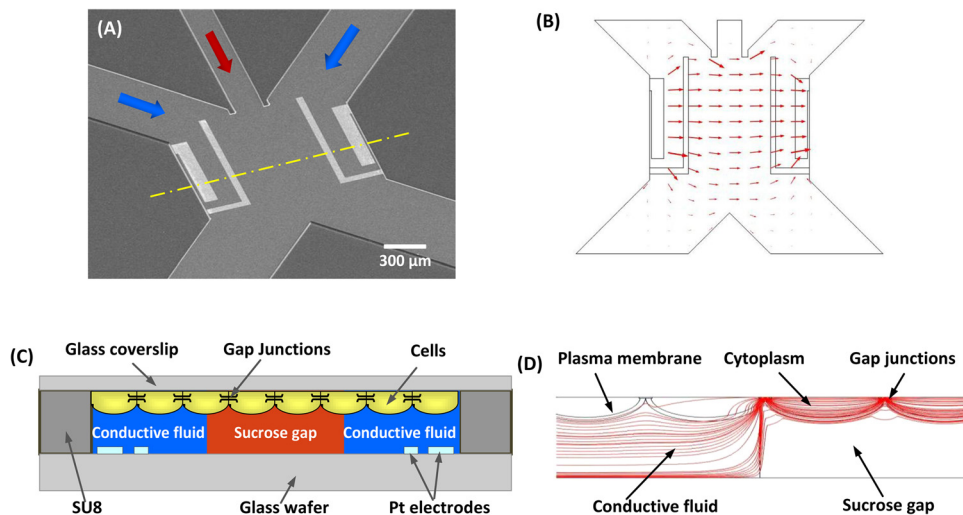 (A)
300 μm
(B)
(C)
Glass coverslip
Gap Junctions
Cells
Conductive fluid
Sucrose gap
Conductive fluid
SU8
Glass wafer
Pt electrodes
(D)
Plasma membrane
Cytoplasm
Gap junctions
Conductive fluid
Sucrose gap